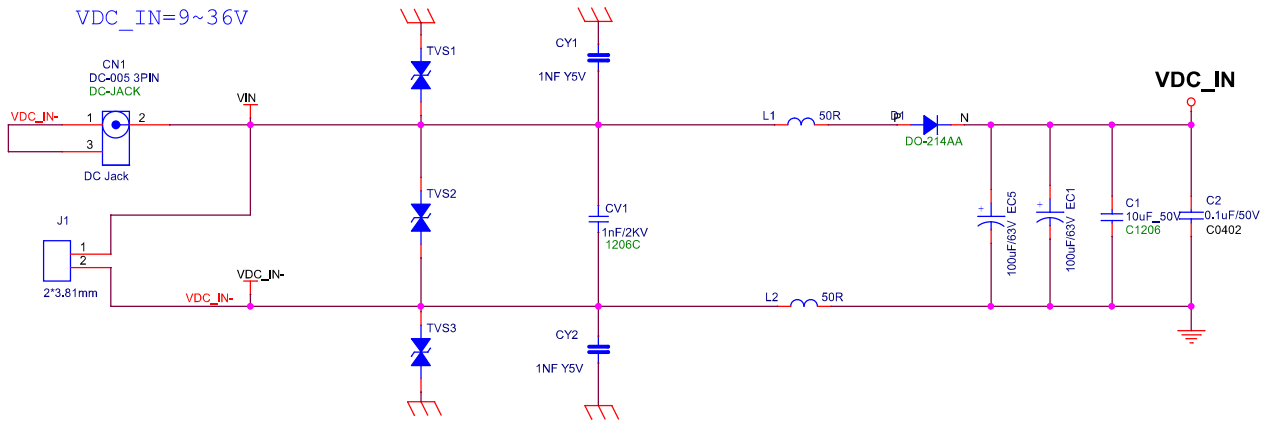 VDC_IN=9~36V
CN1
DC-005 3PIN
DC-JACK
VDC_IN-
1
2
3
DC Jack
J1
1
2
2*3.81mm
VIN
VDC_IN-
VDC_IN-
TVS1
TVS2
TVS3
CY1
1NF Y5V
CV1
1nF/2KV
1206C
CY2
1NF Y5V
L1
50R
L2
50R
P
D1
N
DO-214AA
+
100uF/63V EC5
+
100uF/63V EC1
C1
10uF_50V
C1206
C2
0.1uF/50V
C0402
VDC_IN